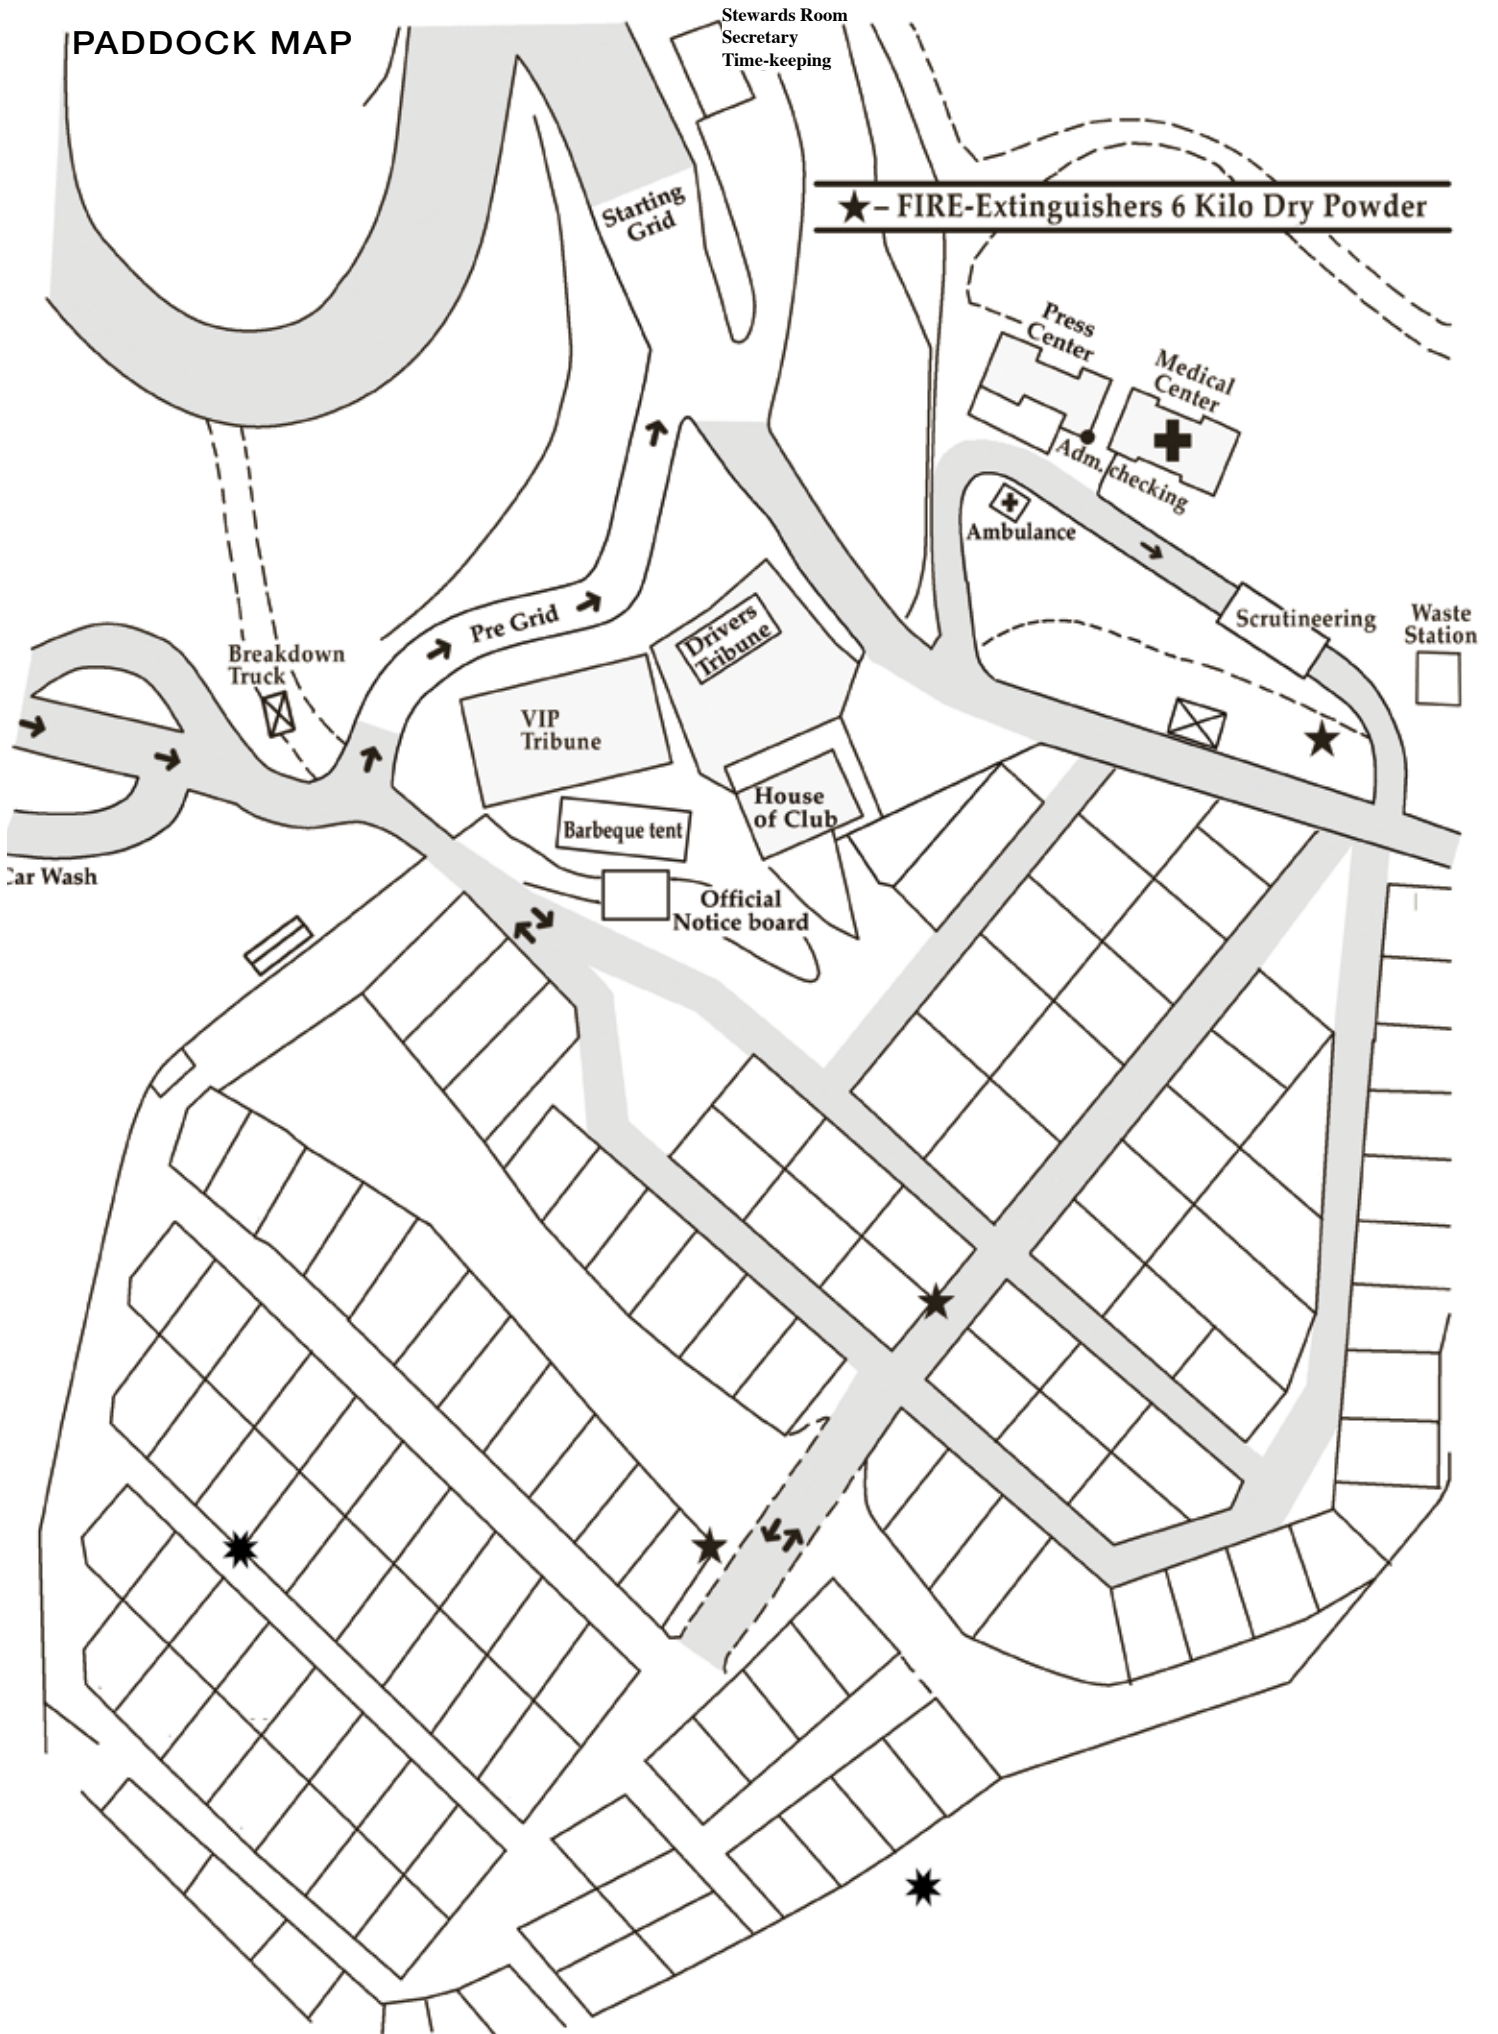 PADDOCK MAP
Stewards Room
Secretary
Time-keeping
★– FIRE-Extinguishers 6 Kilo Dry Powder
Starting
Grid
Press
Center
Medical
Center
Adm. checking
Ambulance
Scrutineering
Waste
Station
Pre Grid
Drivers
Tribune
Breakdown
Truck
VIP
Tribune
House
of Club
Barbeque tent
Car Wash
Official
Notice board